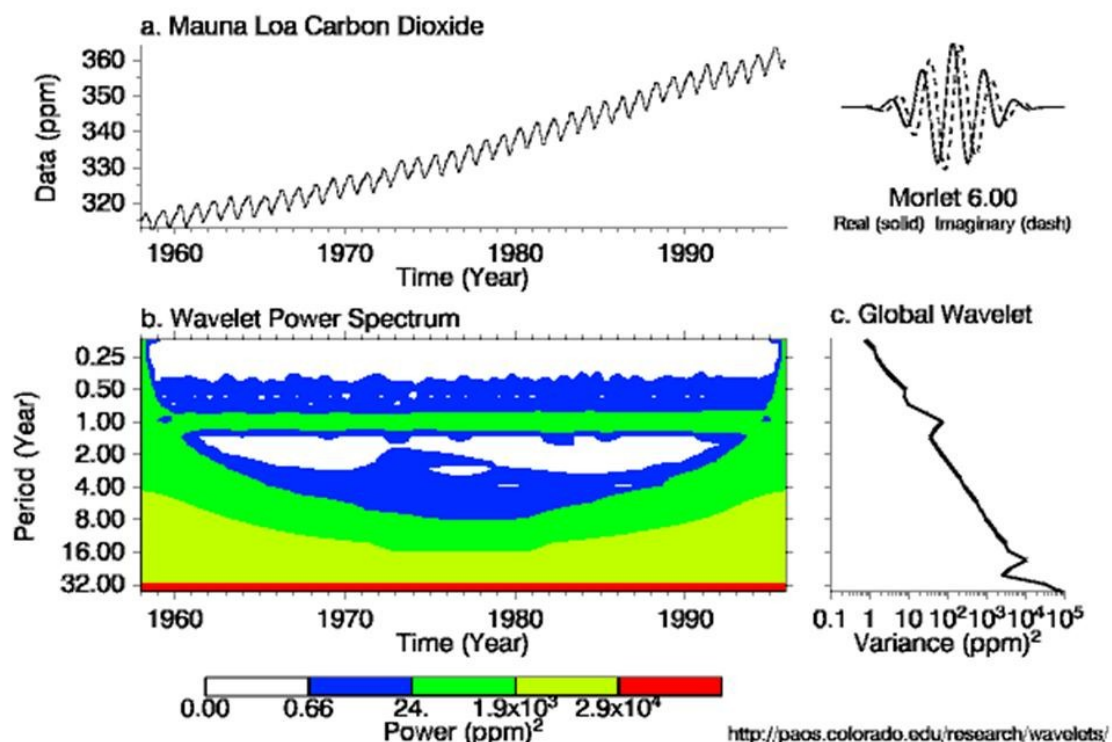 a. Mauna Loa Carbon Dioxide
Data (ppm)
360
350
340
330
320
1960 1970 1980 1990
Time (Year)
Morlet 6.00
Real (solid) Imaginary (dash)
b. Wavelet Power Spectrum
Period (Year)
0.25
0.50
1.00
2.00
4.00
8.00
16.00
32.00
1960 1970 1980 1990
Time (Year)
c. Global Wavelet
0.1 1 10 10² 10³ 10⁴ 10⁵
Variance (ppm)²
0.00 0.66 24. 1.9x10³ 2.9x10⁴
Power (ppm)²
http://paos.colorado.edu/research/wavelets/